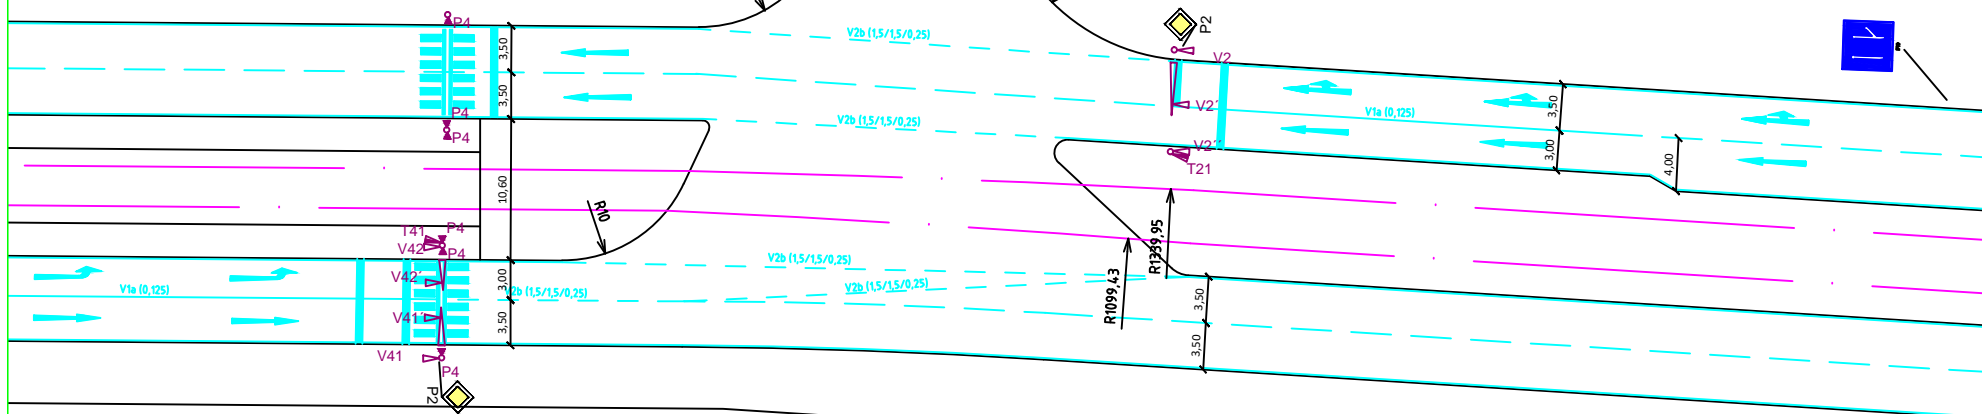 P4
3,50
3,50
P4
P4
V2b (1,5/1,5/0,25)
V2b (1,5/1,5/0,25)
P2
V2
V2'
V2'
T21
V1a (0,125)
3,50
3,00
4,00
10,60
R10
R1339,95
R1099,43
T41
P4
V42
P4
V42'
V1a (0,125)
3,00
V2b (1,5/1,5/0,25)
V2b (1,5/1,5/0,25)
V2b (1,5/1,5/0,25)
V41'
3,50
V41
P4
P2
3,50
3,50